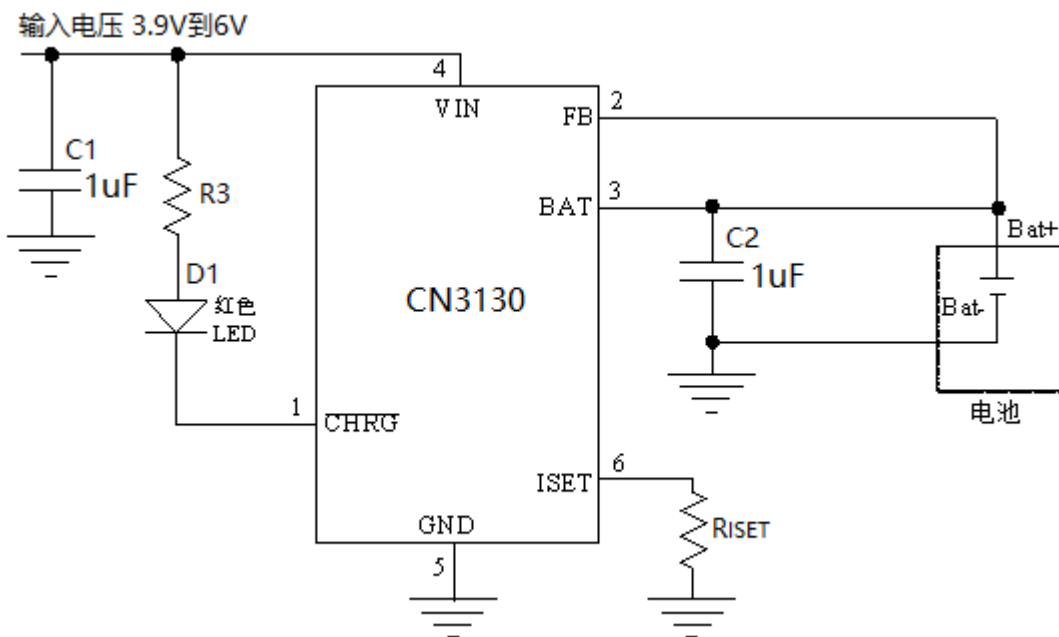 输入电压 3.9V到6V
4
VIN
2
FB
C1
1uF
R3
3
BAT
C2
1uF
Bat+
Bat-
电池
D1
红色
LED
CN3130
1
CHRG
6
ISET
RISET
GND
5